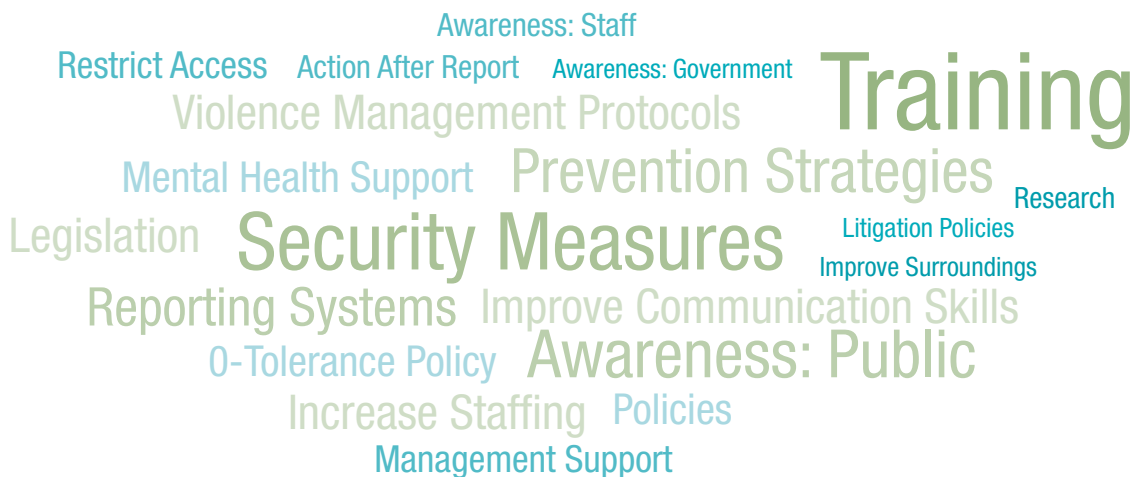 Awareness: Staff
Restrict Access Action After Report Awareness: Government Training
Violence Management Protocols
Mental Health Support Prevention Strategies
Research
Legislation Security Measures Litigation Policies
Improve Surroundings
Reporting Systems Improve Communication Skills
0-Tolerance Policy Awareness: Public
Increase Staffing Policies
Management Support